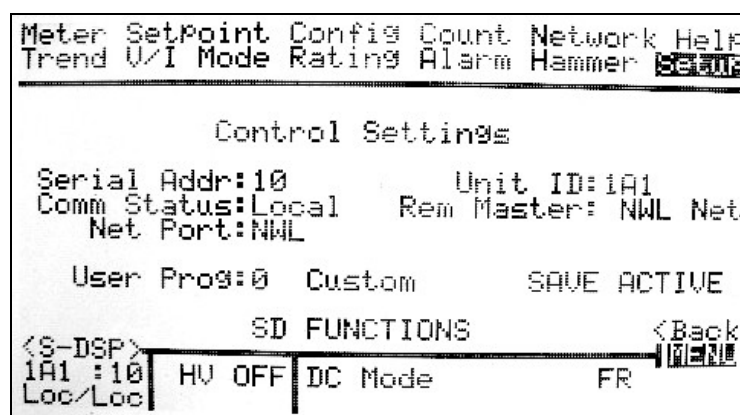 Meter Setpoint Config Count Network Help
Trend V/I Mode Rating Alarm Hammer Setup
Control Settings
Serial Addr:10 Unit ID:1A1
Comm Status:Local Rem Master: NWL Net
Net Port:NWL
User Prog:0 Custom SAVE ACTIVE
SD FUNCTIONS <Back
<S-DSP> MENU
1A1 :10 HV OFF DC Mode FR
Loc/Loc